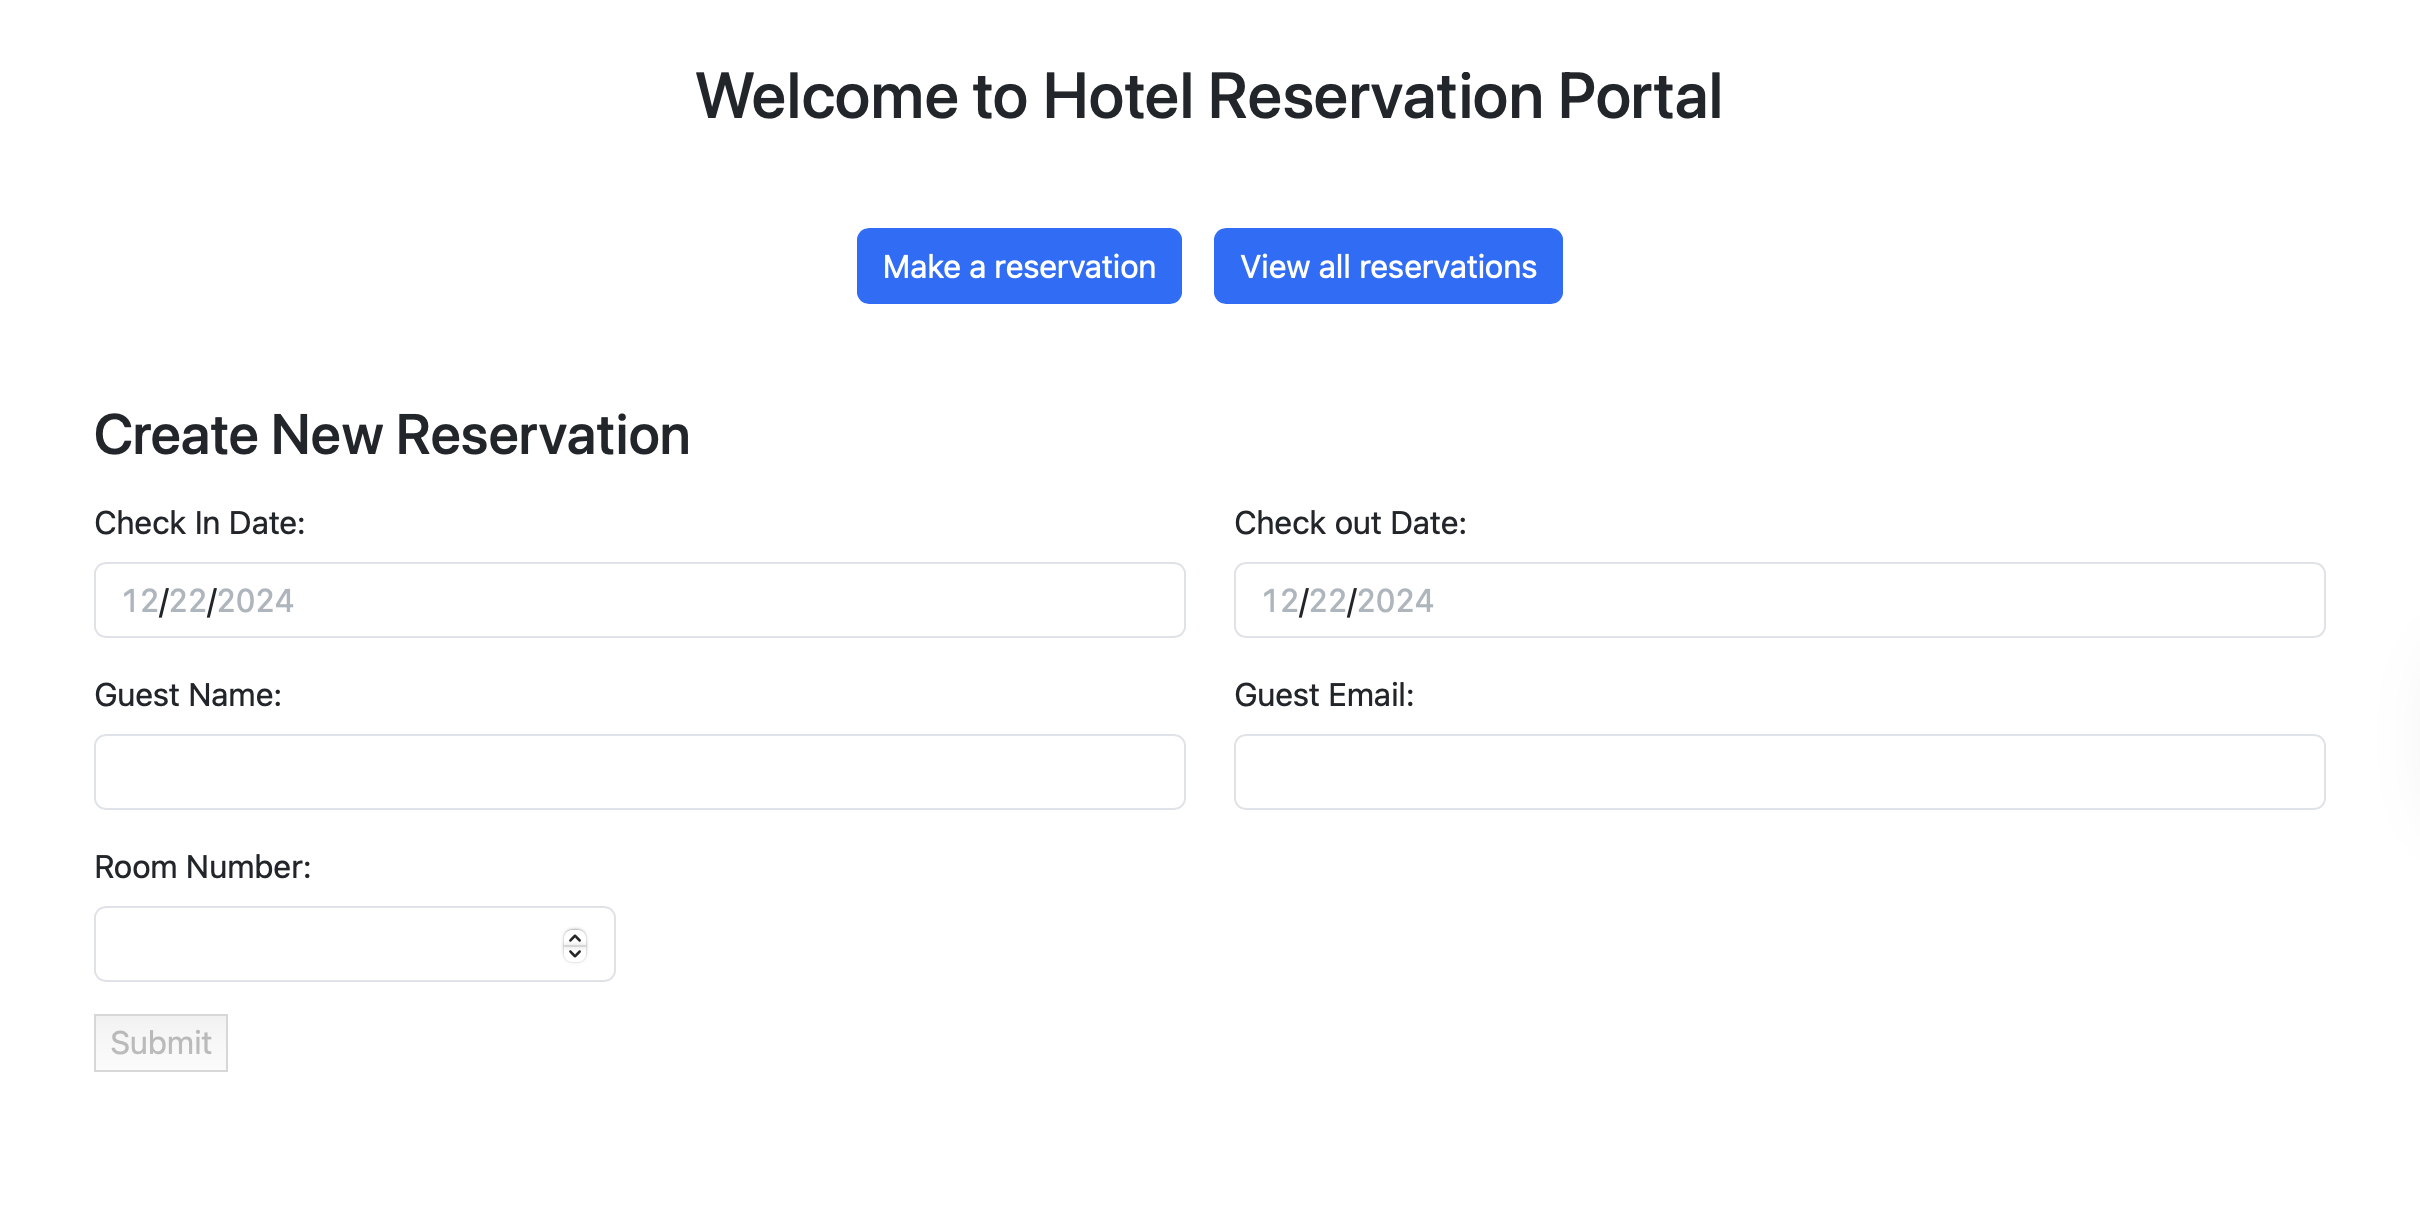 Welcome to Hotel Reservation Portal
Make a reservation
View all reservations
Create New Reservation
Check In Date:
Check out Date:
12/22/2024
12/22/2024
Guest Name:
Guest Email:
Room Number:
Submit